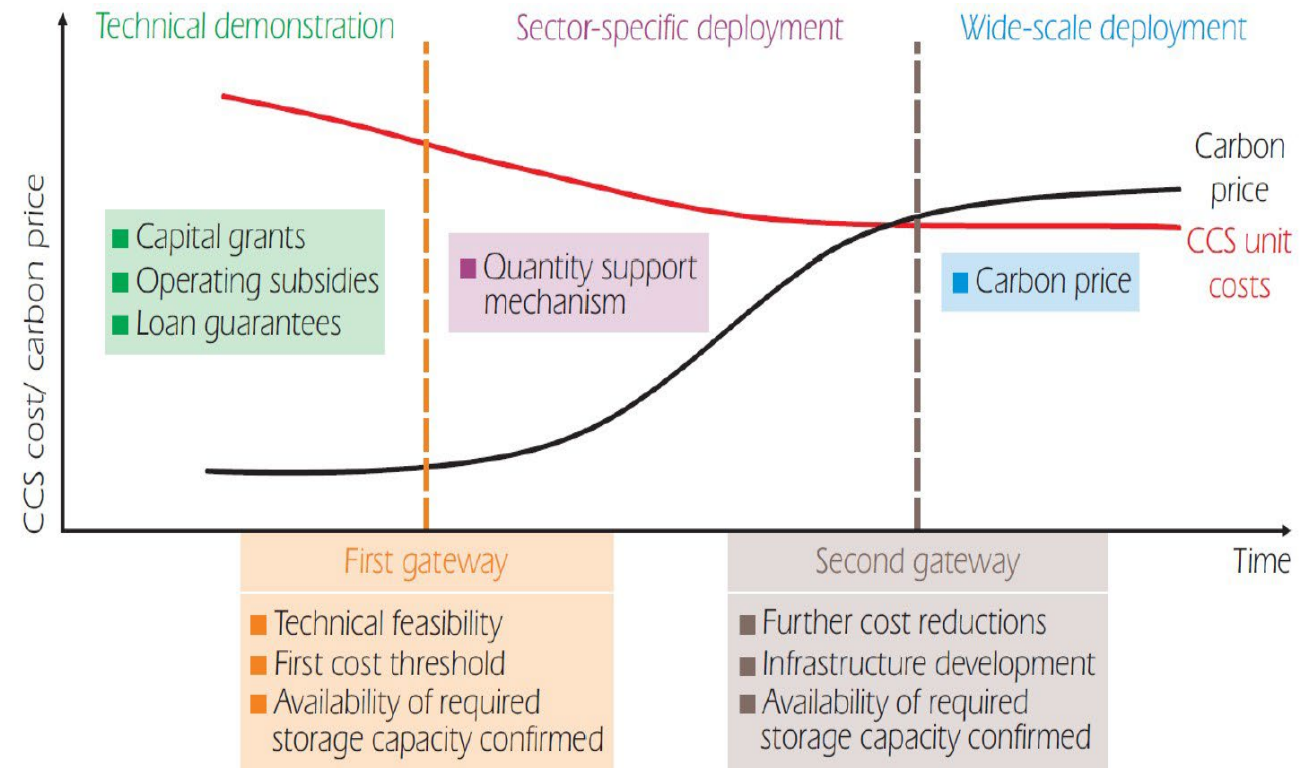 Technical demonstration
Sector-specific deployment
Wide-scale deployment
CCS cost/ carbon price
Capital grants
Operating subsidies
Loan guarantees
Quantity support
mechanism
Carbon price
Carbon
price
CCS unit
costs
Time
First gateway
Technical feasibility
First cost threshold
Availability of required
storage capacity confirmed
Second gateway
Further cost reductions
Infrastructure development
Availability of required
storage capacity confirmed